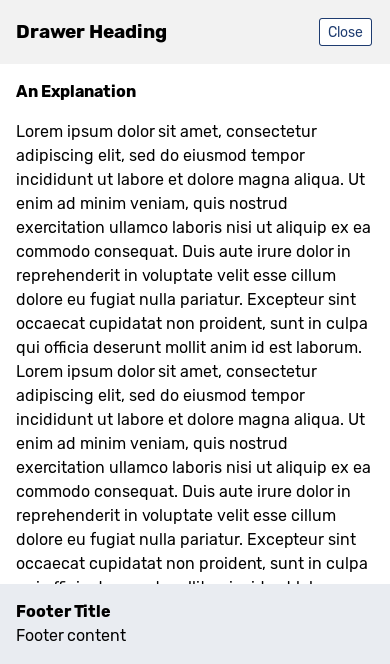 Drawer Heading
Close
An Explanation
Lorem ipsum dolor sit amet, consectetur
adipiscing elit, sed do eiusmod tempor
incididunt ut labore et dolore magna aliqua. Ut
enim ad minim veniam, quis nostrud
exercitation ullamco laboris nisi ut aliquip ex ea
commodo consequat. Duis aute irure dolor in
reprehenderit in voluptate velit esse cillum
dolore eu fugiat nulla pariatur. Excepteur sint
occaecat cupidatat non proident, sunt in culpa
qui officia deserunt mollit anim id est laborum.
Lorem ipsum dolor sit amet, consectetur
adipiscing elit, sed do eiusmod tempor
incididunt ut labore et dolore magna aliqua. Ut
enim ad minim veniam, quis nostrud
exercitation ullamco laboris nisi ut aliquip ex ea
commodo consequat. Duis aute irure dolor in
reprehenderit in voluptate velit esse cillum
dolore eu fugiat nulla pariatur. Excepteur sint
occaecat cupidatat non proident, sunt in culpa
Footer Title
Footer content